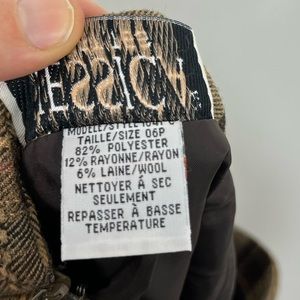 JESSICA
MODELE/STYLE
TAILLE/SIZE 06P
82% POLYESTER
12% RAYONNE/RAYON
6% LAINE/WOOL
NETTOYER À SEC
SEULEMENT
REPASSER À BASSE
TEMPERATURE